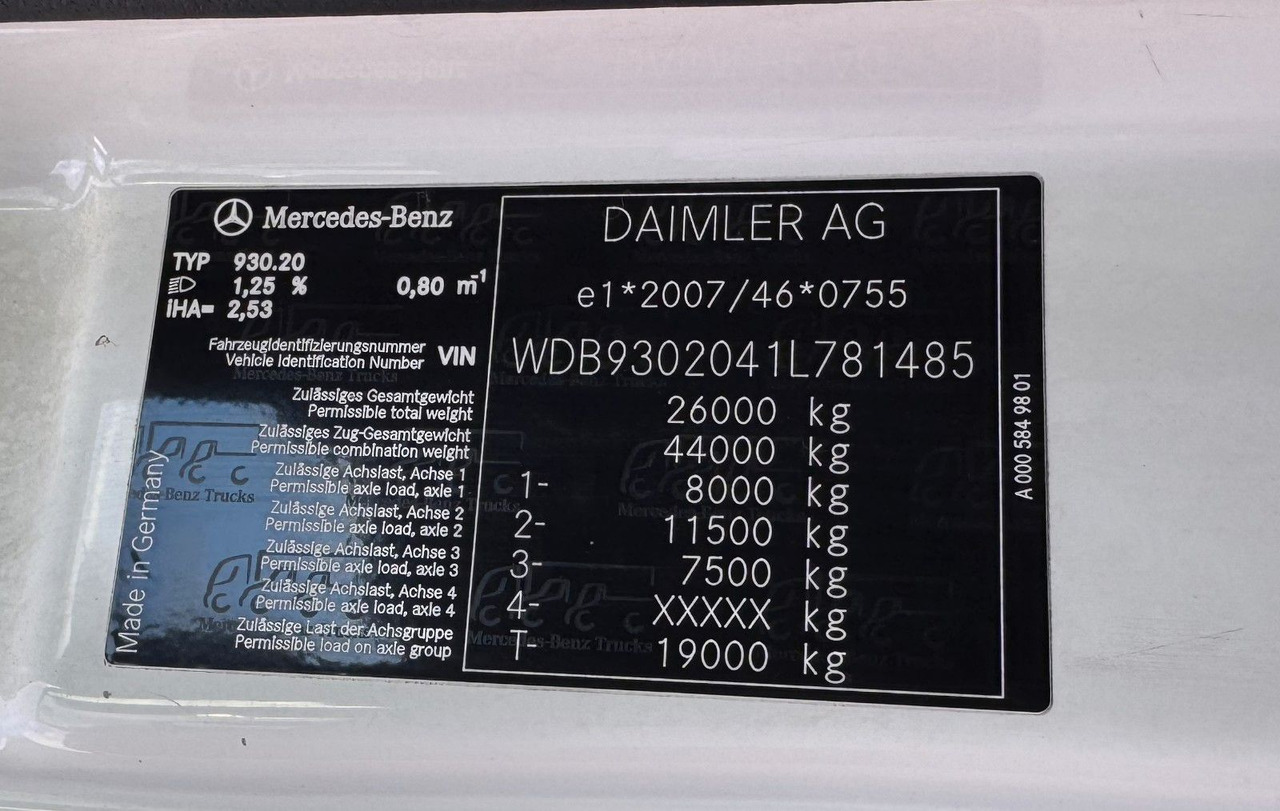 Mercedes-Benz
TYP 930.20
1,25 % 0,80 m⁻¹
iHA= 2,53
DAIMLER AG
e1*2007/46*0755
Fahrzeugidentifizierungsnummer
Vehicle Identification Number
VIN WDB9302041L781485
Zulässiges Gesamtgewicht
Permissible total weight
26000 kg
Zulässiges Zug-Gesamtgewicht
Permissible combination weight
44000 kg
Zulässige Achslast, Achse 1
Permissible axle load, axle 1
1- 8000 kg
Zulässige Achslast, Achse 2
Permissible axle load, axle 2
2- 11500 kg
Zulässige Achslast, Achse 3
Permissible axle load, axle 3
3- 7500 kg
Zulässige Achslast, Achse 4
Permissible axle load, axle 4
4- XXXXX kg
Zulässige Last der Achsgruppe
Permissible load on axle group
T- 19000 kg
Made in Germany
A 000 584 98 01
Mercedes-Benz Trucks